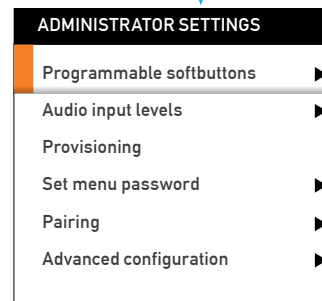 ADMINISTRATOR SETTINGS
Programmable softbuttons
Audio input levels
Provisioning
Set menu password
Pairing
Advanced configuration